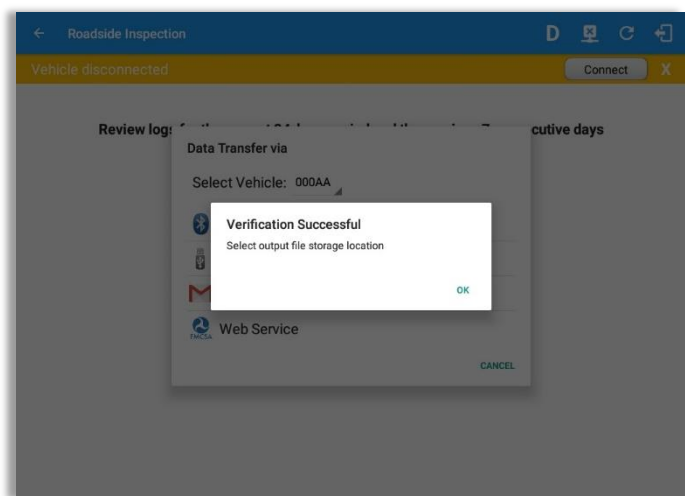 Roadside Inspection
D
Vehicle disconnected
Connect X
Review logs
cutive days
Data Transfer via
Select Vehicle: 000AA
Verification Successful
Select output file storage location
OK
FMCSA
Web Service
CANCEL